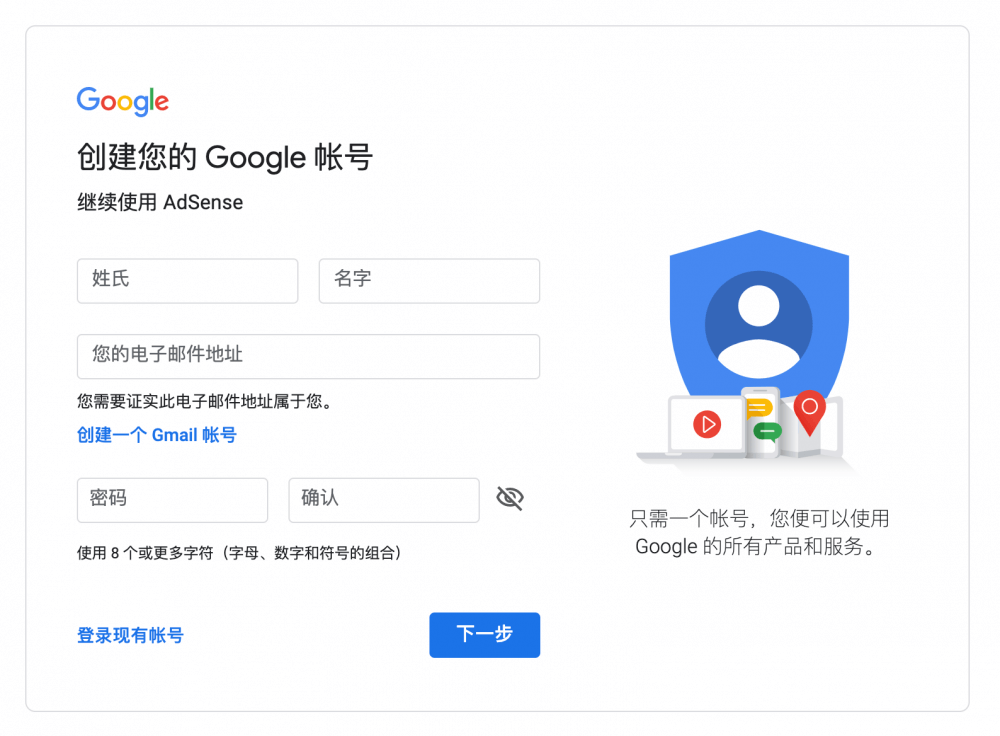 Google
创建您的 Google 帐号
继续使用 AdSense
姓氏
名字
您的电子邮件地址
您需要证实此电子邮件地址属于您。
创建一个 Gmail 帐号
密码
确认
使用 8 个或更多字符（字母、数字和符号的组合）
登录现有帐号
下一步
只需一个帐号，您便可以使用
Google 的所有产品和服务。